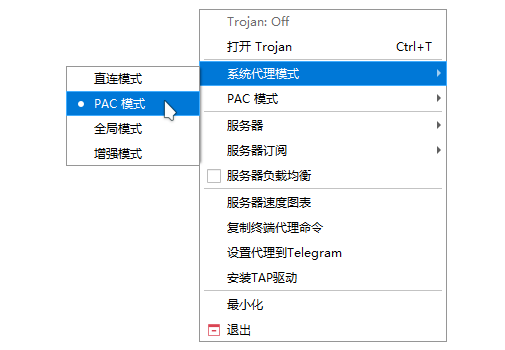 Trojan: Off
打开 Trojan Ctrl+T
系统代理模式
PAC 模式
服务器
服务器订阅
服务器负载均衡
服务器速度图表
复制终端代理命令
设置代理到Telegram
安装TAP驱动
最小化
退出
直连模式
PAC 模式
全局模式
增强模式